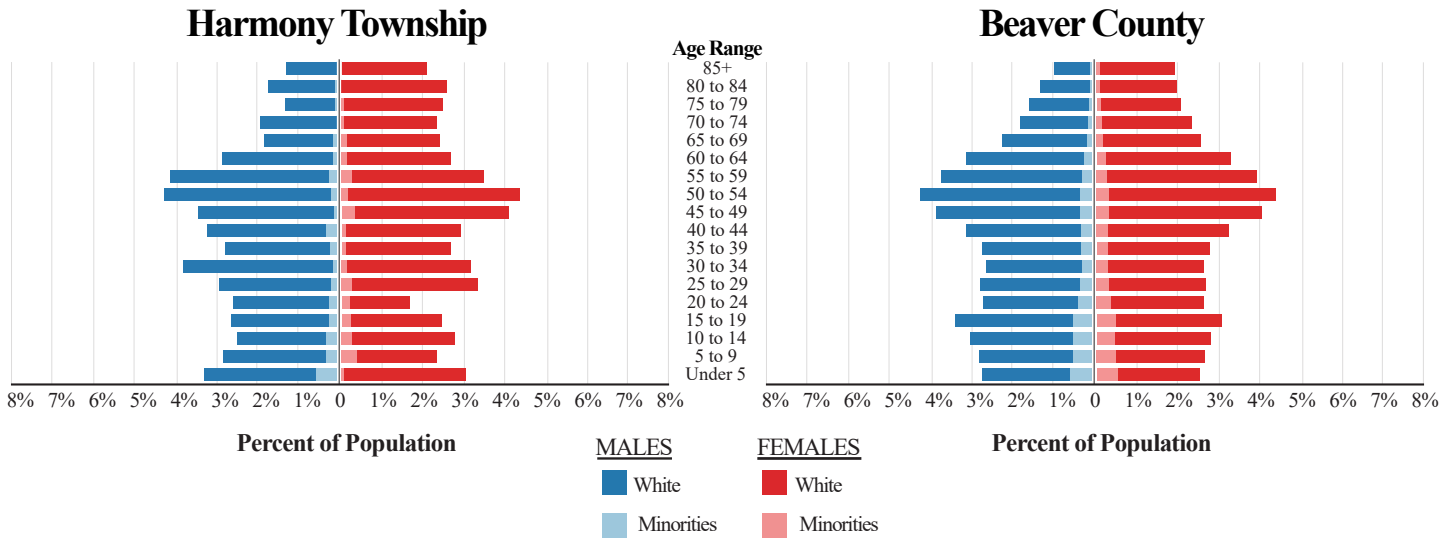 Harmony Township
Beaver County
Age Range
85+
80 to 84
75 to 79
70 to 74
65 to 69
60 to 64
55 to 59
50 to 54
45 to 49
40 to 44
35 to 39
30 to 34
25 to 29
20 to 24
15 to 19
10 to 14
5 to 9
Under 5
8% 7% 6% 5% 4% 3% 2% 1% 0 1% 2% 3% 4% 5% 6% 7% 8%
8% 7% 6% 5% 4% 3% 2% 1% 0 1% 2% 3% 4% 5% 6% 7% 8%
Percent of Population
Percent of Population
MALES
White
Minorities
FEMALES
White
Minorities